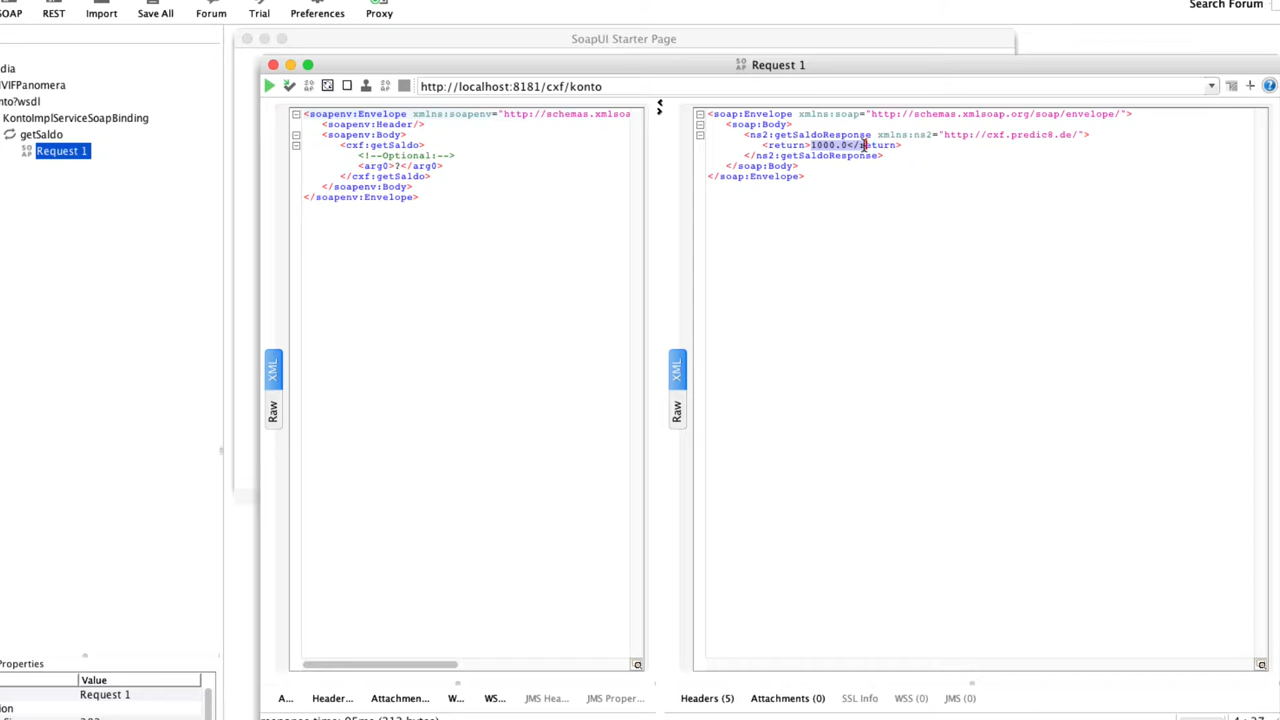 SOAP REST Import Save All Forum Trial Preferences Proxy Search Forum
SoapUI Starter Page
Request 1
http://localhost:8181/cxf/konto
dia
VIFPanomera
nto?wsdl
KontoImplServiceSoapBinding
getSaldo
Request 1
<soapenv:Envelope xmlns:soapenv="http://schemas.xmlsoa
<soapenv:Header/>
<soapenv:Body>
<cxf:getSaldo>
<!--Optional:-->
<arg0>?</arg0>
</cxf:getSaldo>
</soapenv:Body>
</soapenv:Envelope>
XML
Raw
<soap:Envelope xmlns:soap="http://schemas.xmlsoap.org/soap/envelope/">
<soap:Body>
<ns2:getSaldoResponse xmlns:ns2="http://cxf.predic8.de/">
<return>1000.0</return>
</ns2:getSaldoResponse>
</soap:Body>
</soap:Envelope>
XML
Raw
Properties
Value
Request 1
A... Header... Attachmen... W... WS... JMS Hea... JMS Proper...
Headers (5) Attachments (0) SSL Info WSS (0) JMS (0)